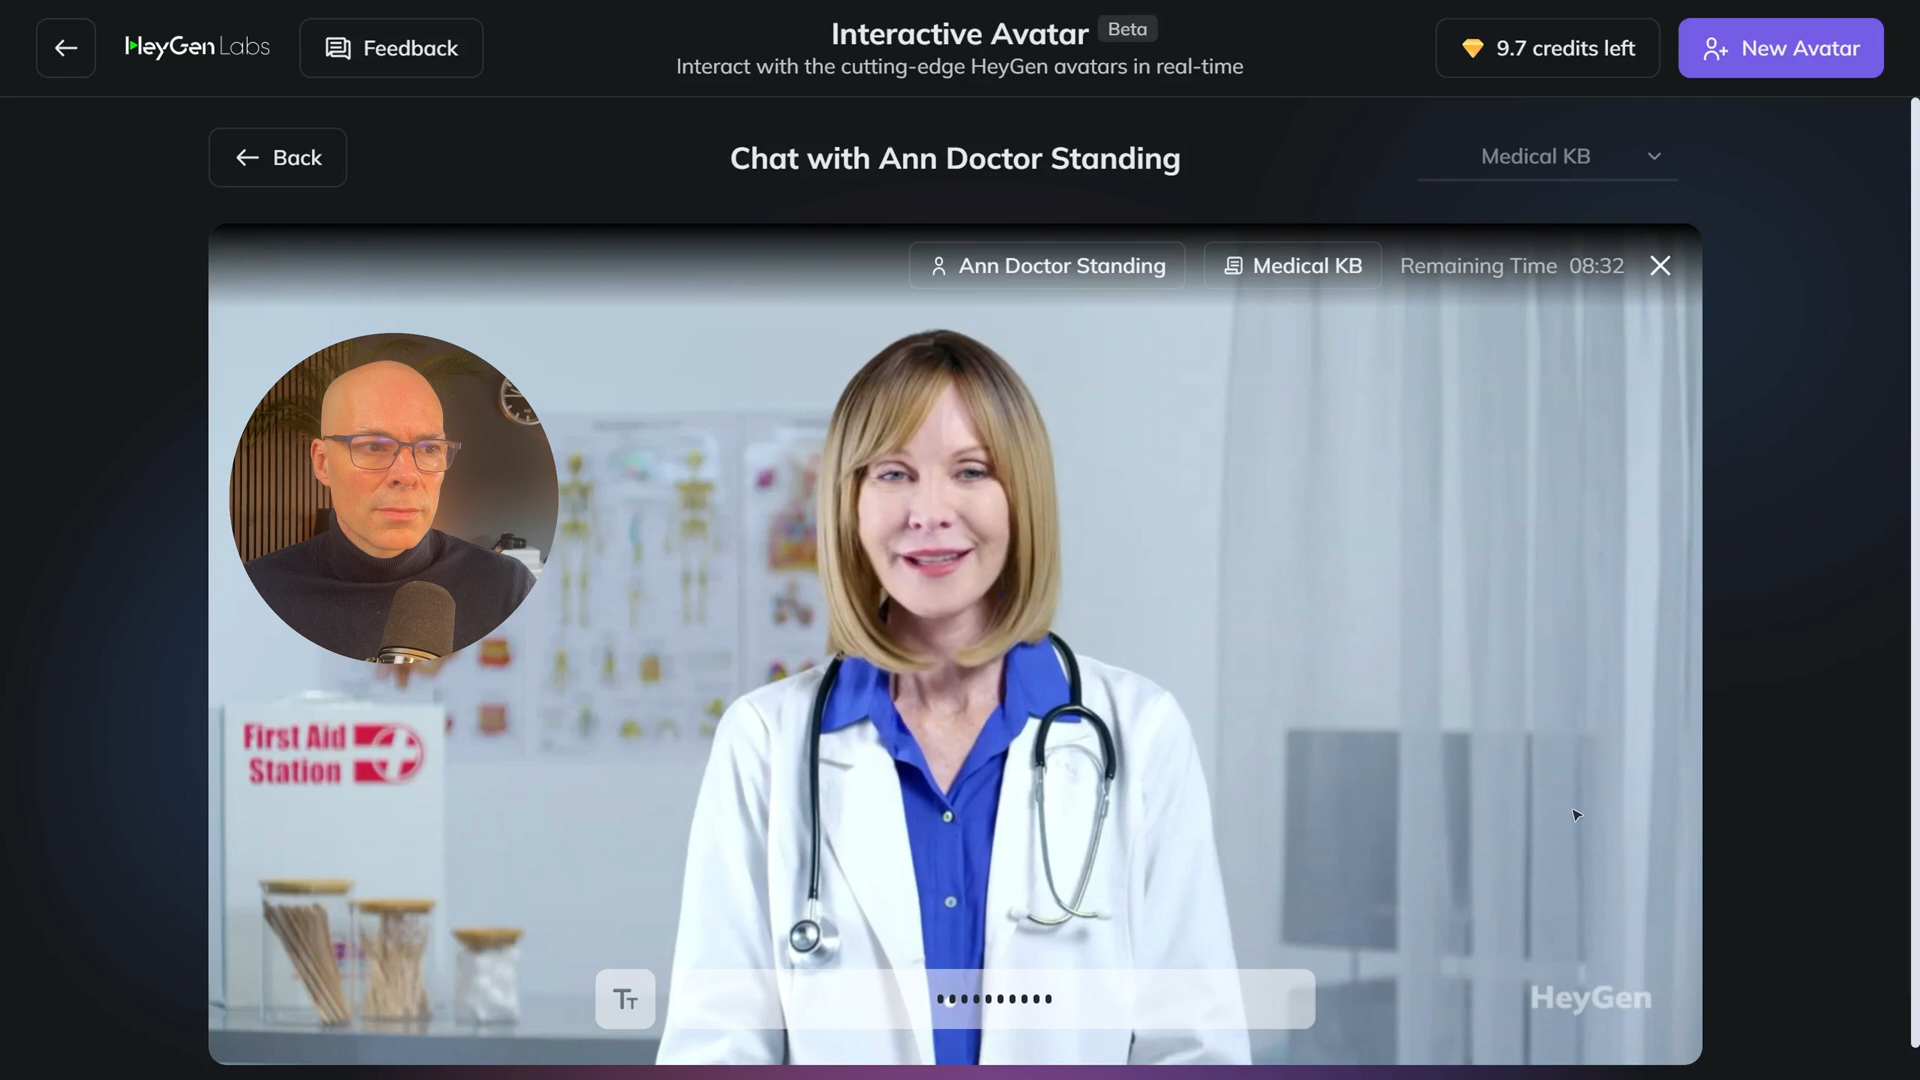 HeyGen Labs
Feedback
Interactive Avatar Beta
Interact with the cutting-edge HeyGen avatars in real-time
9.7 credits left
New Avatar
Back
Chat with Ann Doctor Standing
Medical KB
Ann Doctor Standing
Medical KB
Remaining Time 08:32
First Aid
Station
Tт
HeyGen